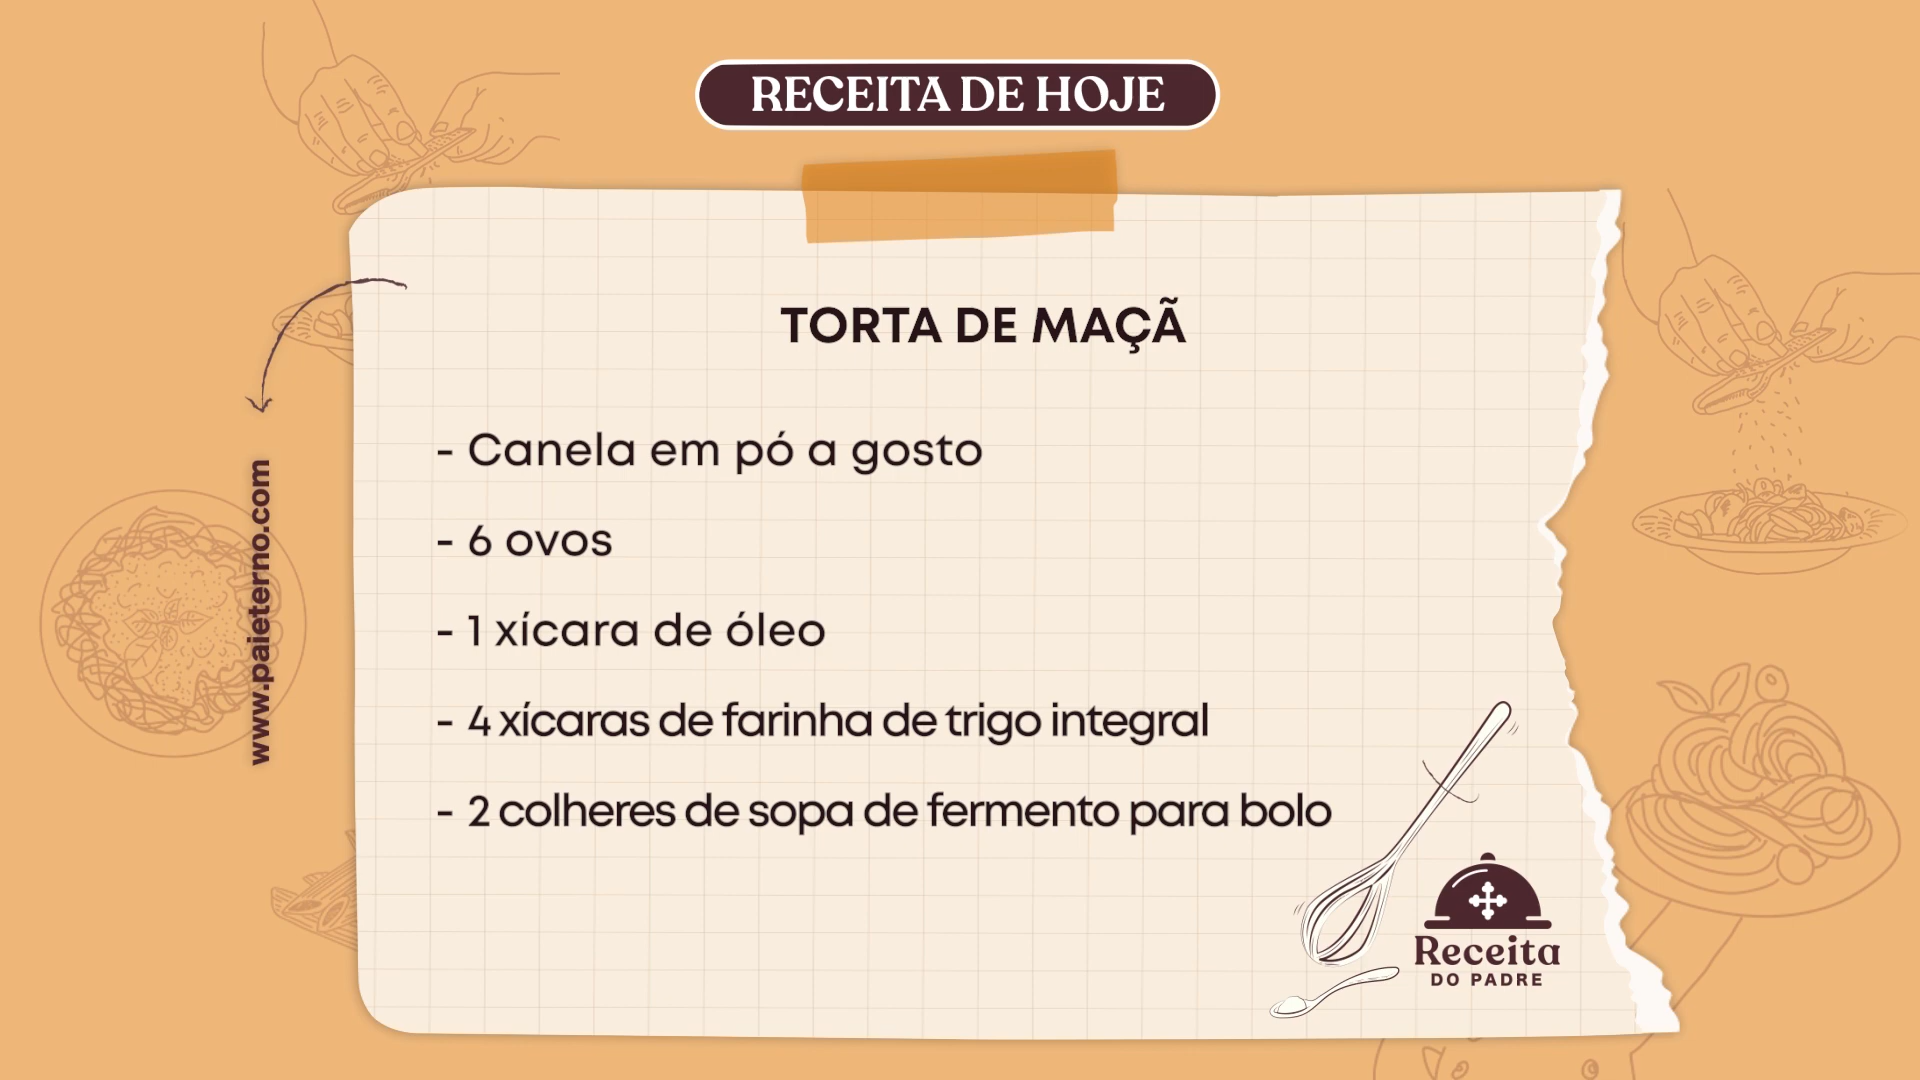 RECEITA DE HOJE
TORTA DE MAÇÃ
- Canela em pó a gosto
- 6 ovos
- 1 xícara de óleo
- 4 xícaras de farinha de trigo integral
- 2 colheres de sopa de fermento para bolo
www.paieterno.com
Receita
DO PADRE